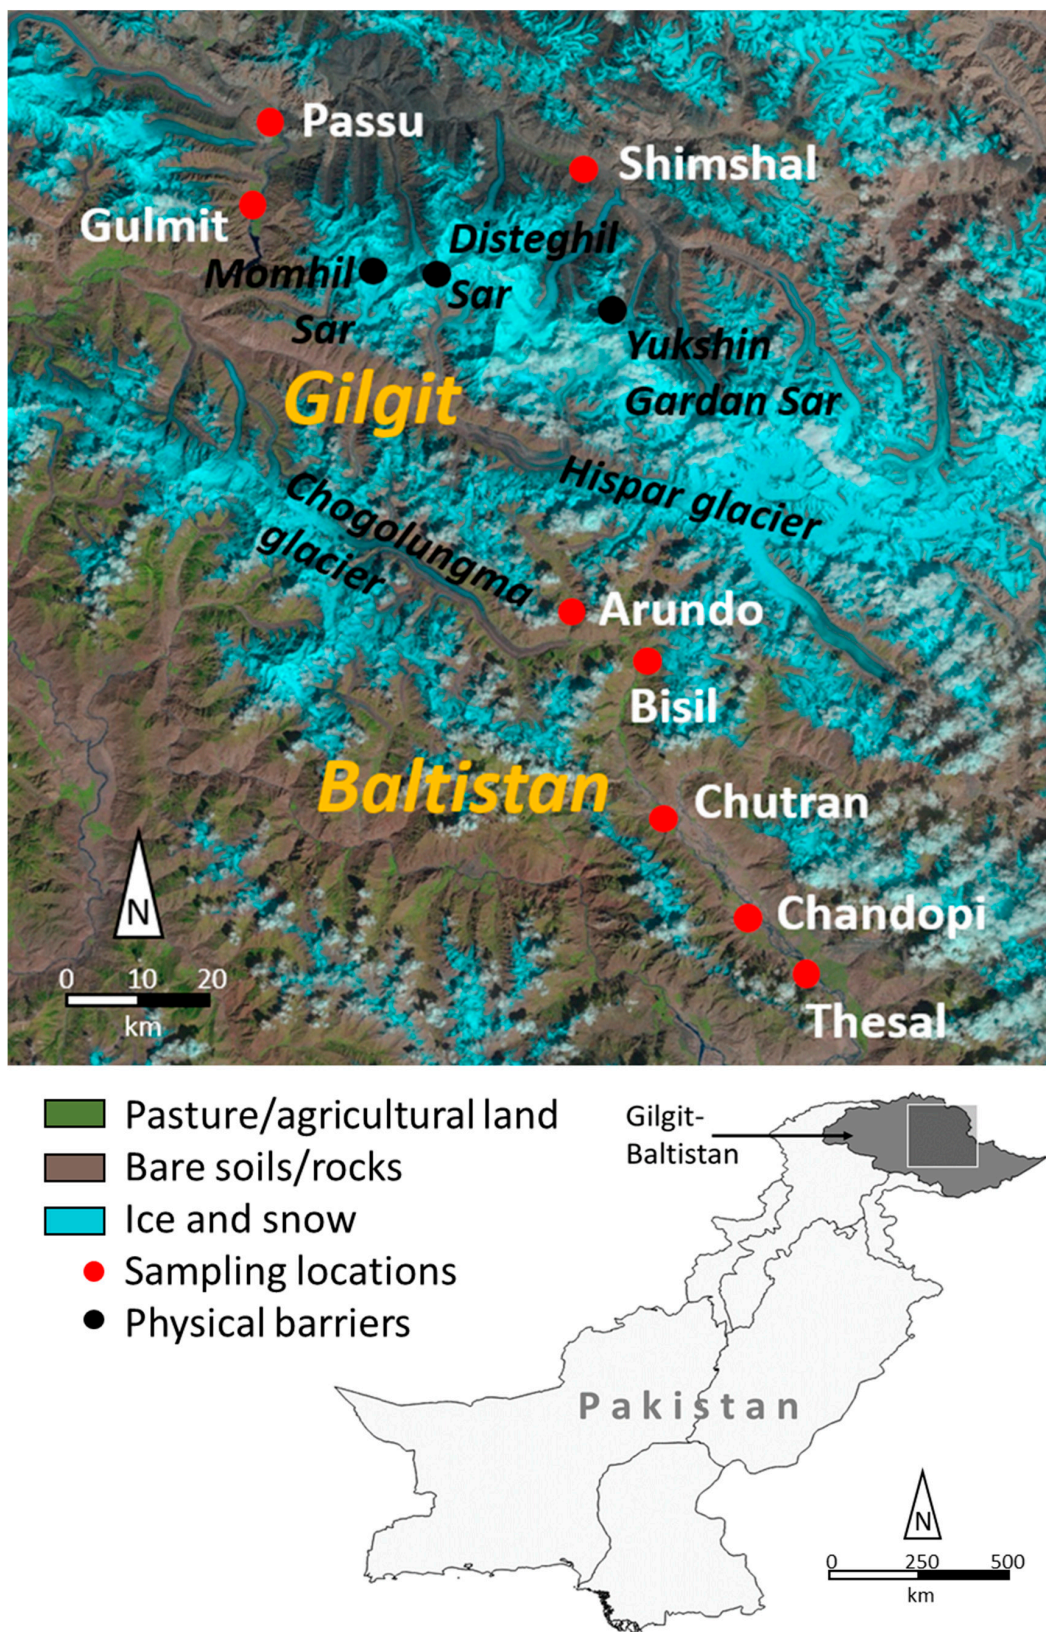 Passu
Shimshal
Gulmit
Disteghil
Sar
Momhil
Sar
Yukshin
Gardan Sar
Gilgit
Hispar glacier
Chogolungma
glacier
Arundo
Bisil
Baltistan
Chutran
Chandopi
Thesal
N
0 10 20
km
Pasture/agricultural land
Bare soils/rocks
Ice and snow
Sampling locations
Physical barriers
Gilgit-
Baltistan
Pakistan
N
0 250 500
km